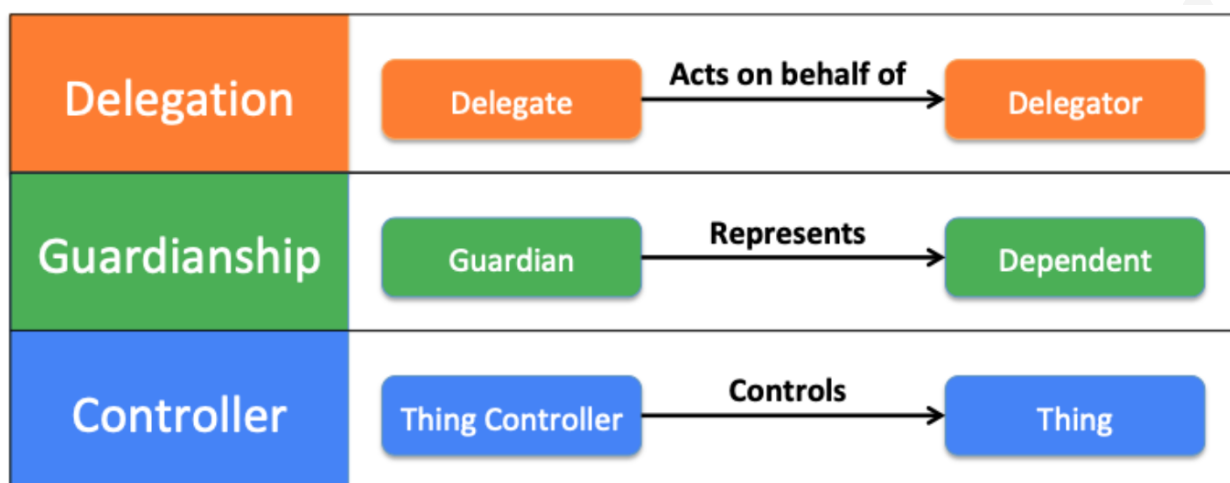 Delegation
Delegate
Acts on behalf of
Delegator
Guardianship
Guardian
Represents
Dependent
Controller
Thing Controller
Controls
Thing